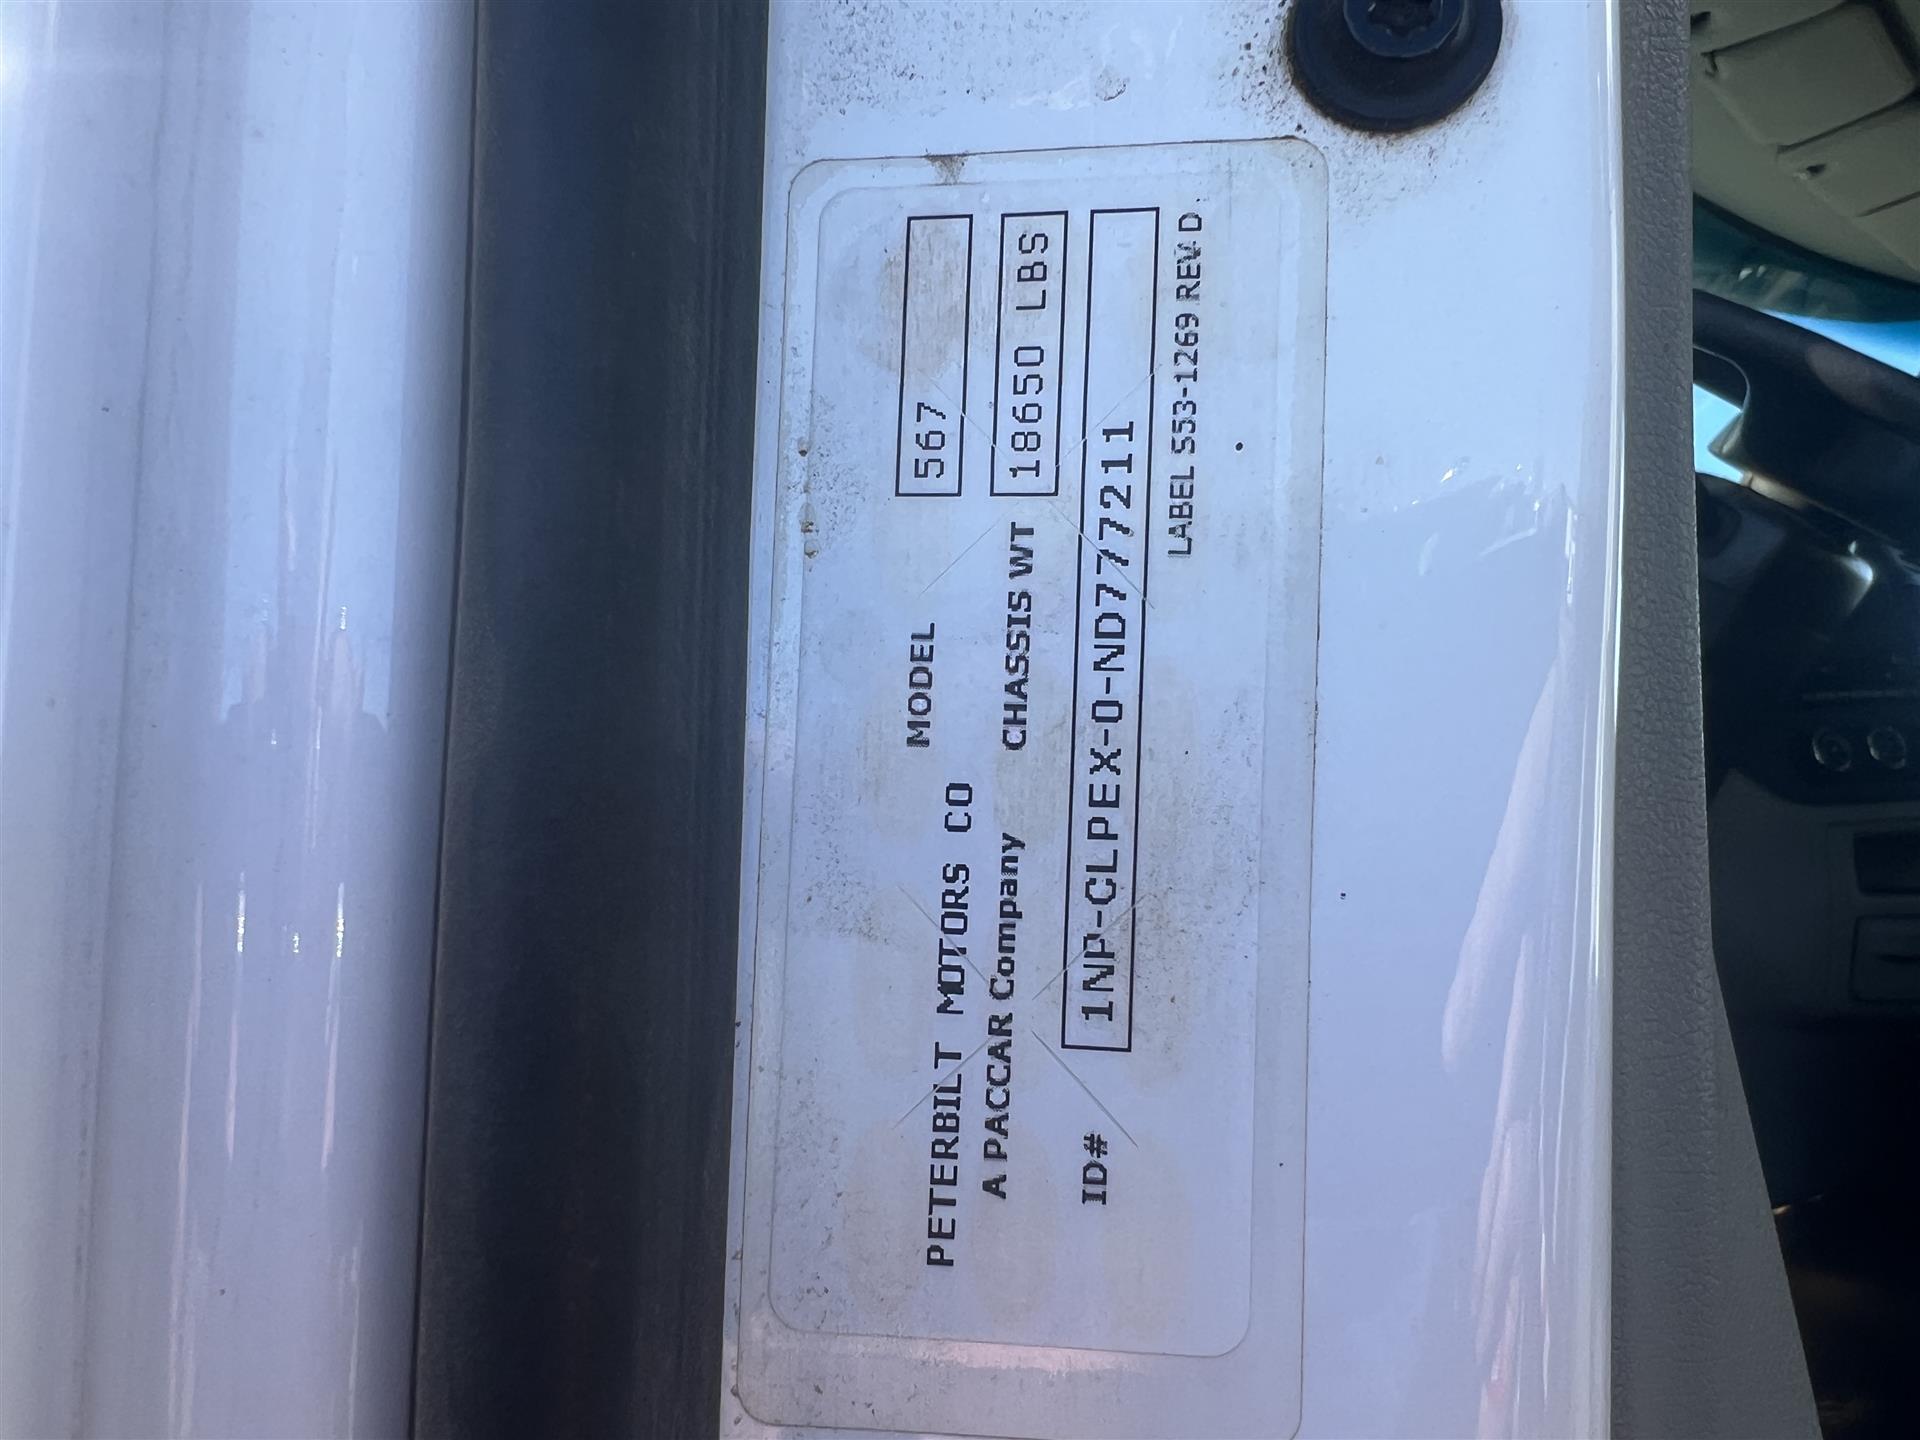 PETERBILT MOTORS CO MODEL 567
A PACCAR Company CHASSIS WT 18650 LBS
ID# 1NP-CLPEX-0-ND777211
LABEL S53-1269 REV D